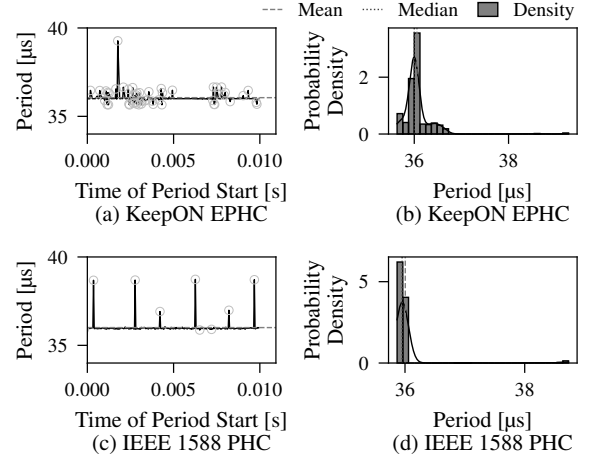 Mean Median Density
40
35
Period [μs]
0.000 0.005 0.010
Time of Period Start [s]
(a) KeepON EPHC
Probability
Density
2
0
36 38
Period [μs]
(b) KeepON EPHC
40
35
Period [μs]
0.000 0.005 0.010
Time of Period Start [s]
(c) IEEE 1588 PHC
Probability
Density
5
0
36 38
Period [μs]
(d) IEEE 1588 PHC